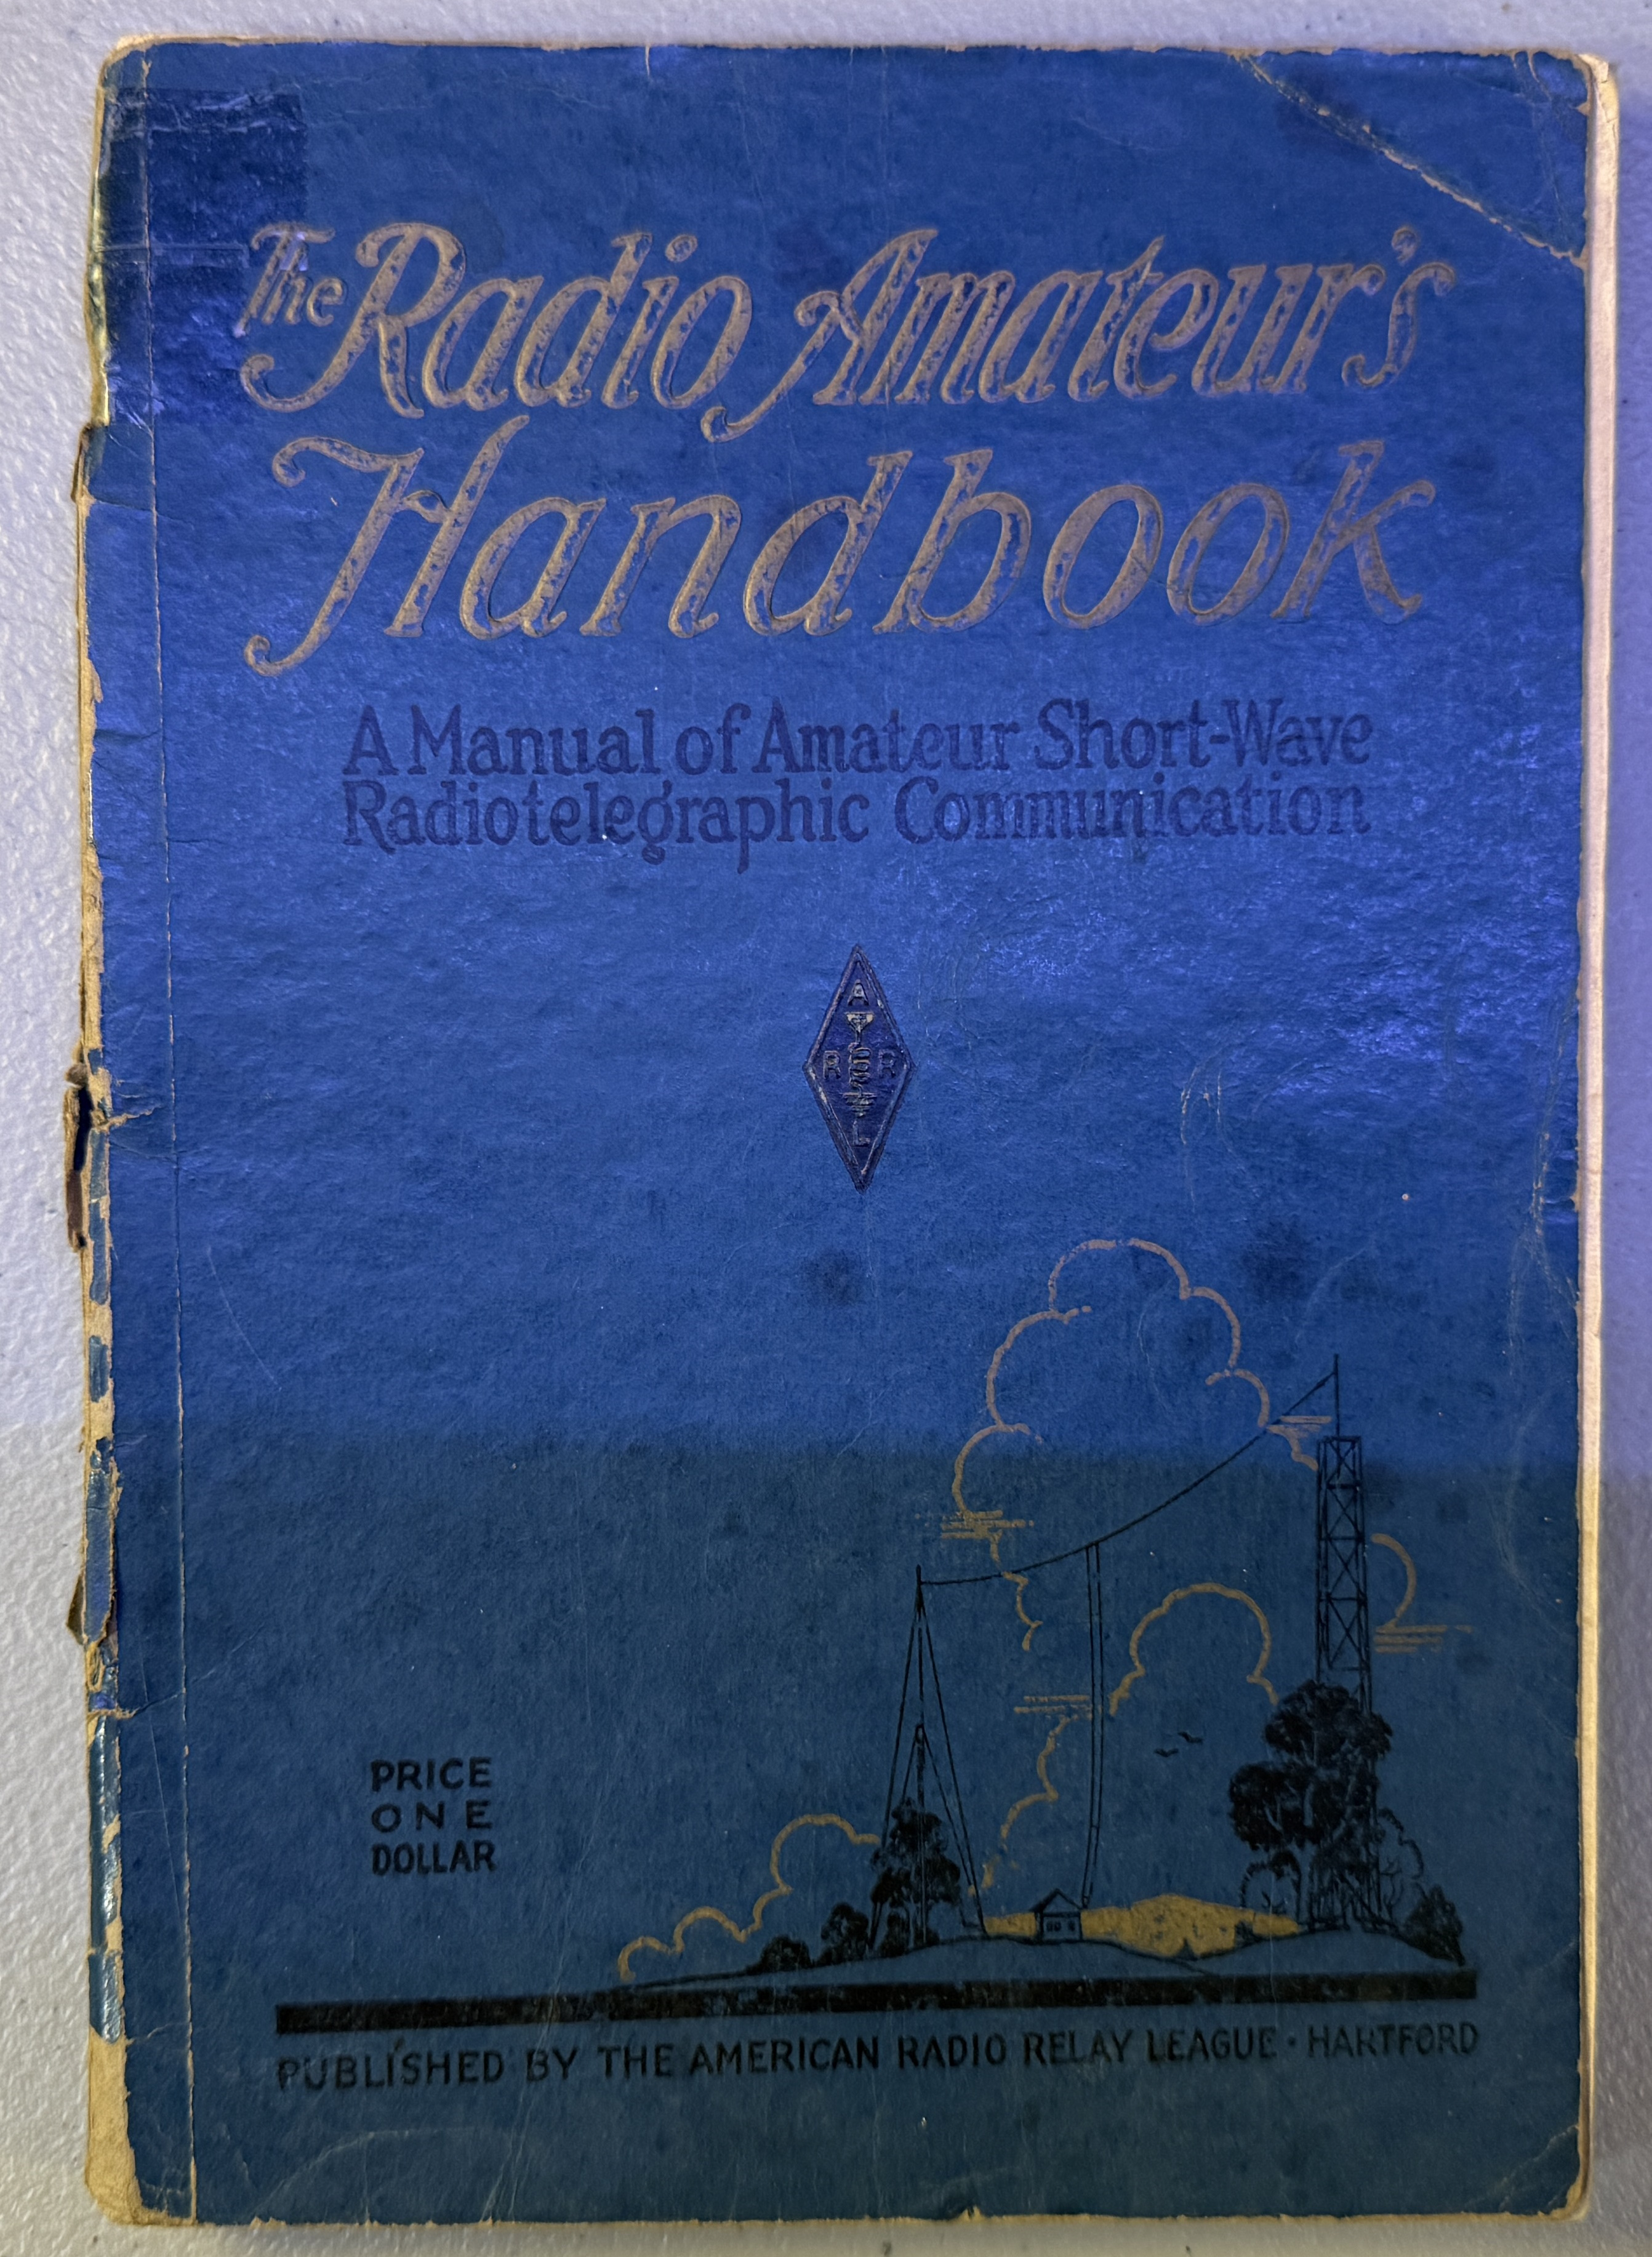 The Radio Amateur's
Handbook
A Manual of Amateur Short-Wave
Radiotelegraphic Communication
A
R R
L
PRICE
ONE
DOLLAR
PUBLISHED BY THE AMERICAN RADIO RELAY LEAGUE · HARTFORD